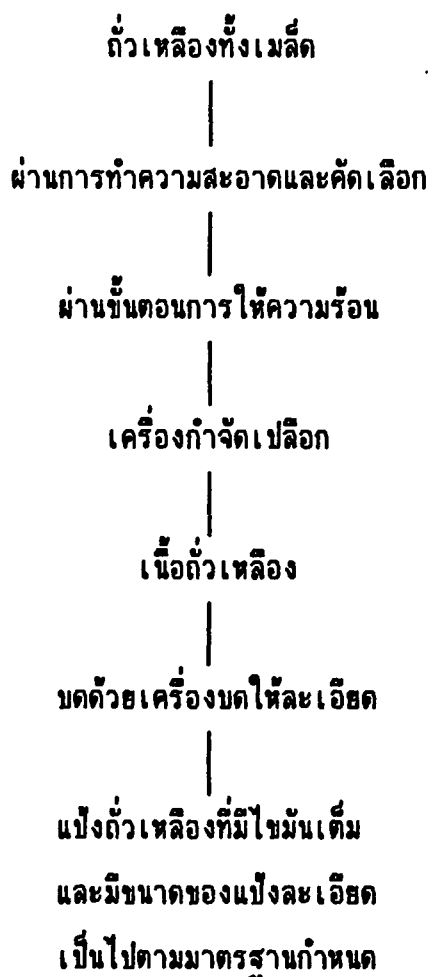 ถั่วเหลืองทั้งเมล็ด
ผ่านการทำความสะอาดและคัดเลือก
ผ่านขั้นตอนการให้ความร้อน
เครื่องกำจัดเปลือก
เนื้อถั่วเหลือง
บดด้วยเครื่องบดให้ละเอียด
แป้งถั่วเหลืองที่มีไขมันเต็ม
และมีขนาดของแป้งละเอียด
เป็นไปตามมาตรฐานกำหนด